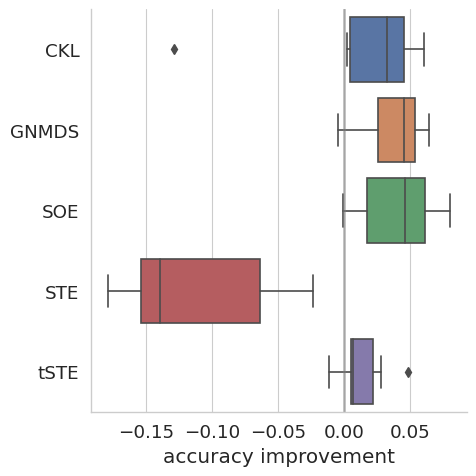 CKL
GNMDS
SOE
STE
tSTE
−0.15 −0.10 −0.05 0.00 0.05
accuracy improvement